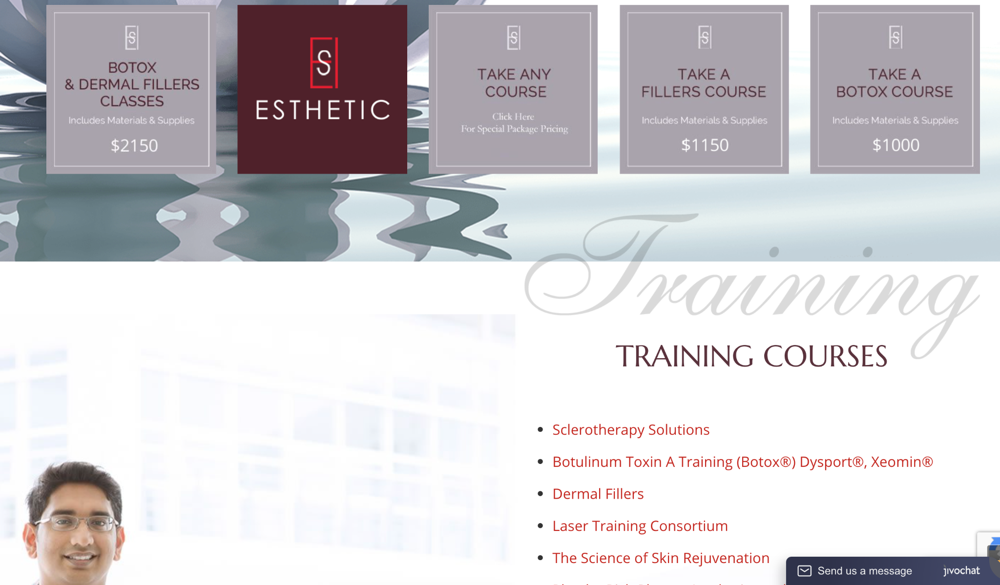 BOTOX
& DERMAL FILLERS
CLASSES
Includes Materials & Supplies
$2150
ESTHETIC
TAKE ANY
COURSE
Click Here
For Special Package Pricing
TAKE A
FILLERS COURSE
Includes Materials & Supplies
$1150
TAKE A
BOTOX COURSE
Includes Materials & Supplies
$1000
Training
TRAINING COURSES
Sclerotherapy Solutions
Botulinum Toxin A Training (Botox®) Dysport®, Xeomin®
Dermal Fillers
Laser Training Consortium
The Science of Skin Rejuvenation
Send us a message
jivochat